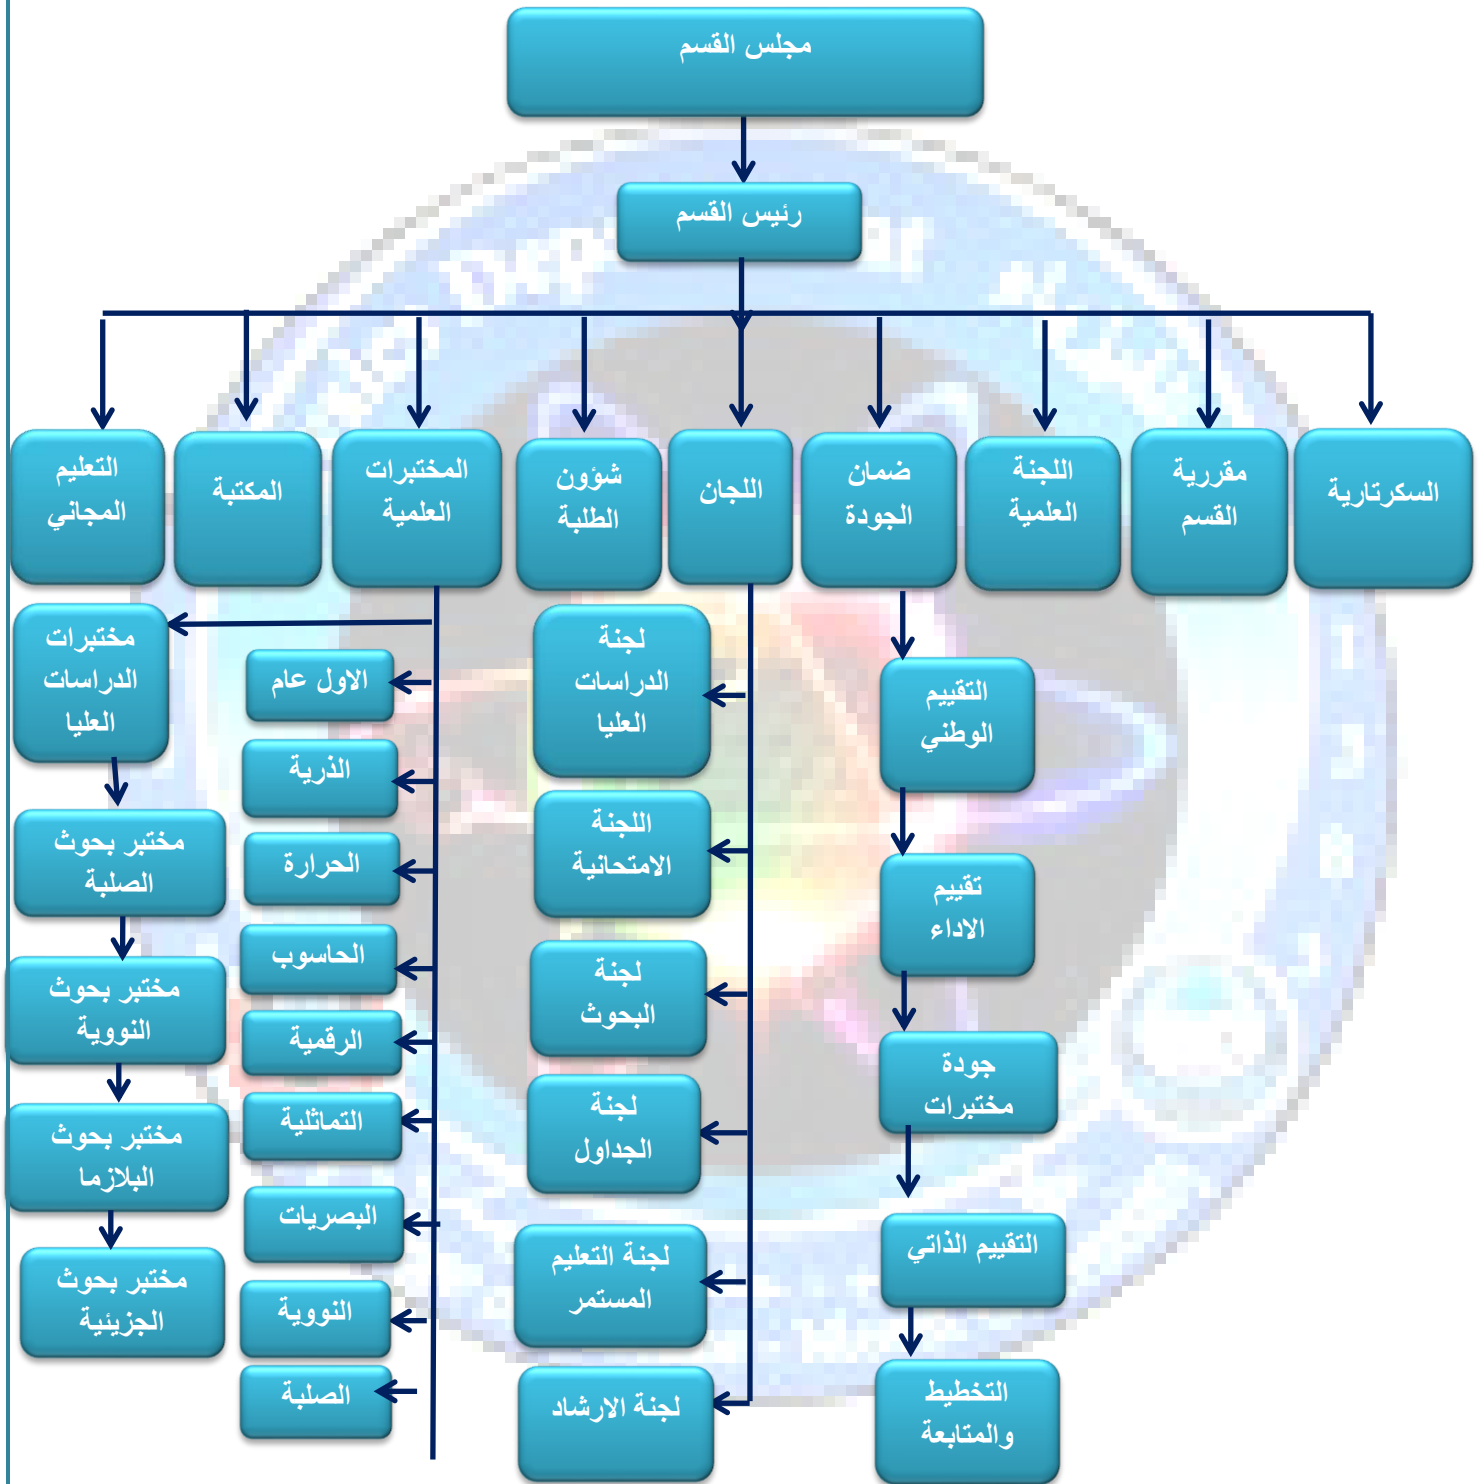 مجلس القسم
رئيس القسم
السكرتارية
مقررية
القسم
اللجنة
العلمية
ضمان
الجودة
اللجان
شؤون
الطلبة
المختبرات
العلمية
المكتبة
التعليم
المجاني
التقييم
الوطني
تقييم
الاداء
جودة
مختبرات
التقييم الذاتي
التخطيط
والمتابعة
لجنة
الدراسات
العليا
اللجنة
الامتحانية
لجنة
البحوث
لجنة
الجداول
لجنة التعليم
المستمر
لجنة الارشاد
الاول عام
الذرية
الحرارة
الحاسوب
الرقمية
التماثلية
البصريات
النووية
الصلبة
مختبرات
الدراسات
العليا
مختبر بحوث
الصلبة
مختبر بحوث
النووية
مختبر بحوث
البلازما
مختبر بحوث
الجزيئية